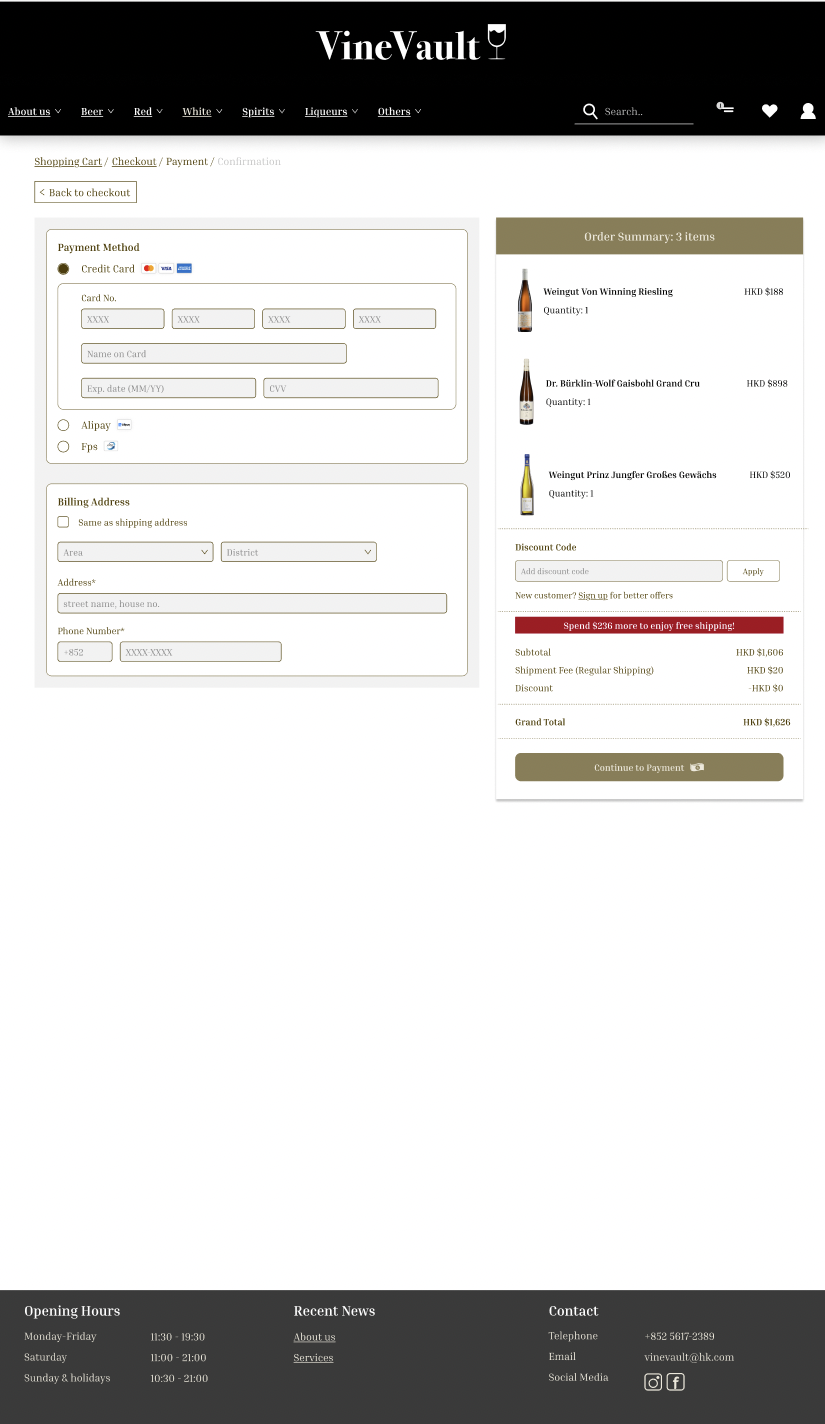 VineVault
About us Beer Red White Spirits Liqueurs Others Search..
Shopping Cart / Checkout / Payment / Confirmation
< Back to checkout
Payment Method
Credit Card VISA
Card No.
XXXX XXXX XXXX XXXX
Name on Card
Exp. date (MM/YY) CVV
Alipay
Fps
Billing Address
Same as shipping address
Area District
Address*
street name, house no.
Phone Number*
+852 XXXX-XXXX
Order Summary: 3 items
Weingut Von Winning Riesling HKD $188
Quantity: 1
Dr. Bürklin-Wolf Gaisbohl Grand Cru HKD $898
Quantity: 1
Weingut Prinz Jungfer Großes Gewächs HKD $520
Quantity: 1
Discount Code
Add discount code Apply
New customer? Sign up for better offers
Spend $236 more to enjoy free shipping!
Subtotal HKD $1,606
Shipment Fee (Regular Shipping) HKD $20
Discount -HKD $0
Grand Total HKD $1,626
Continue to Payment
Opening Hours
Monday-Friday 11:30 - 19:30
Saturday 11:00 - 21:00
Sunday & holidays 10:30 - 21:00
Recent News
About us
Services
Contact
Telephone +852 5617-2389
Email vinevault@hk.com
Social Media